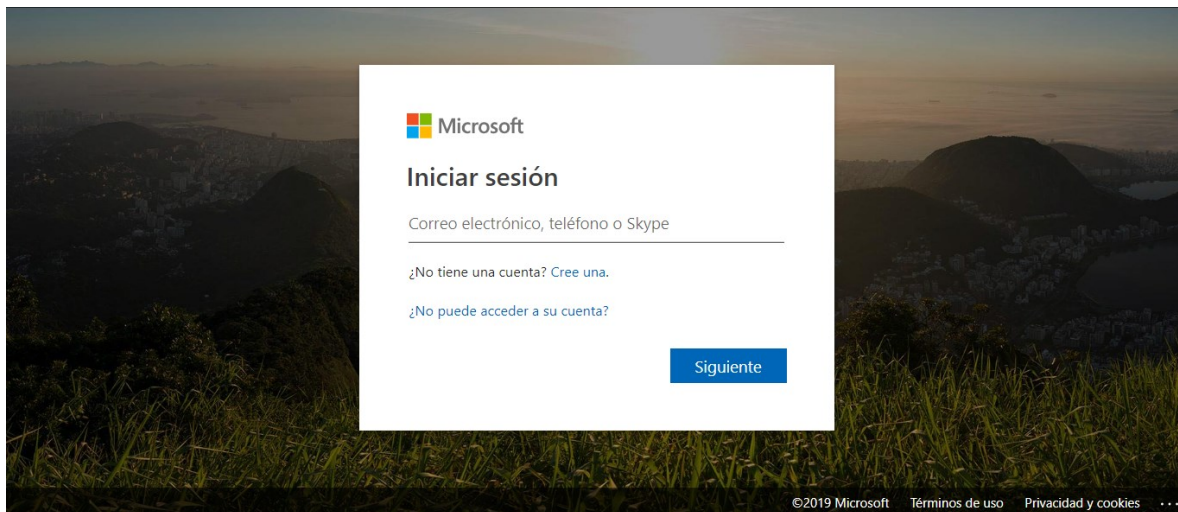 Microsoft
Iniciar sesión
Correo electrónico, teléfono o Skype
¿No tiene una cuenta? Cree una.
¿No puede acceder a su cuenta?
Siguiente
©2019 Microsoft Términos de uso Privacidad y cookies ...